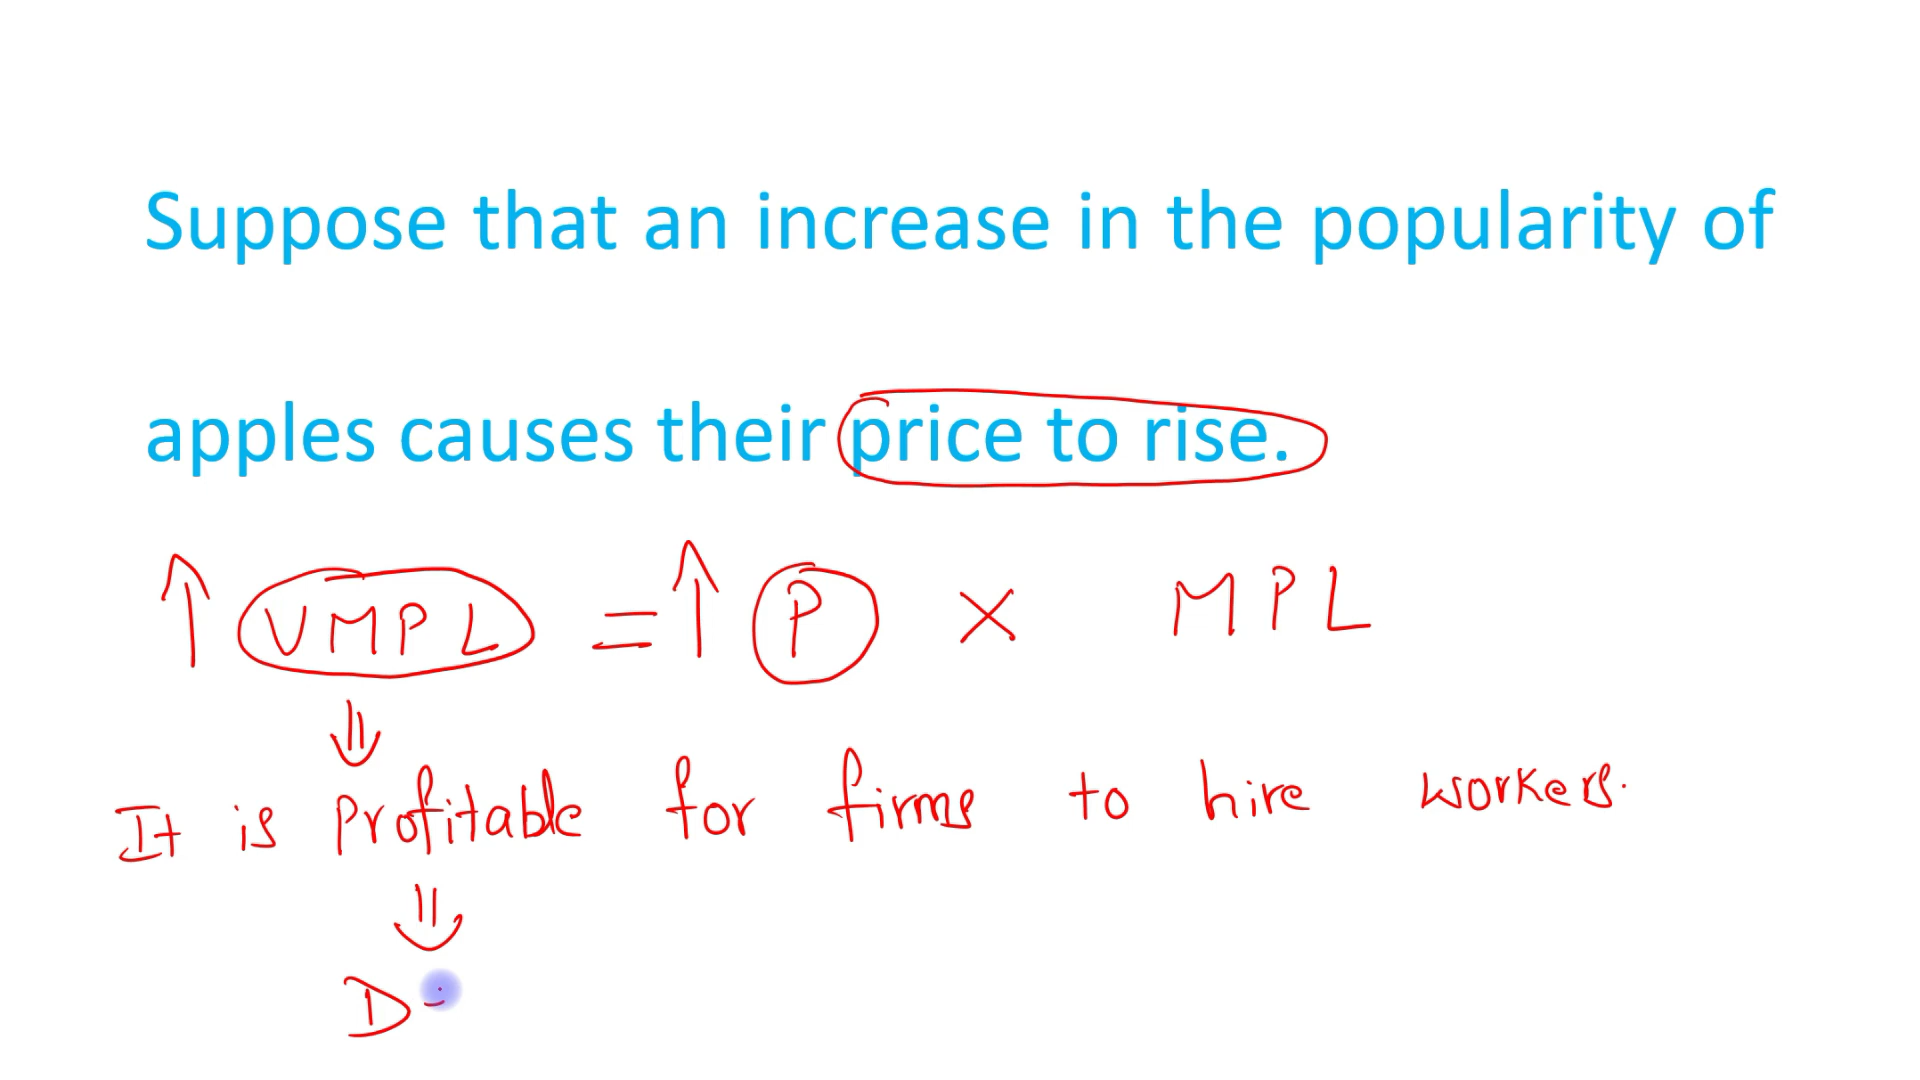 Suppose that an increase in the popularity of
apples causes their price to rise.
↑ VMPL = ↑ P × MPL
It is Profitable for firms to hire workers.
D